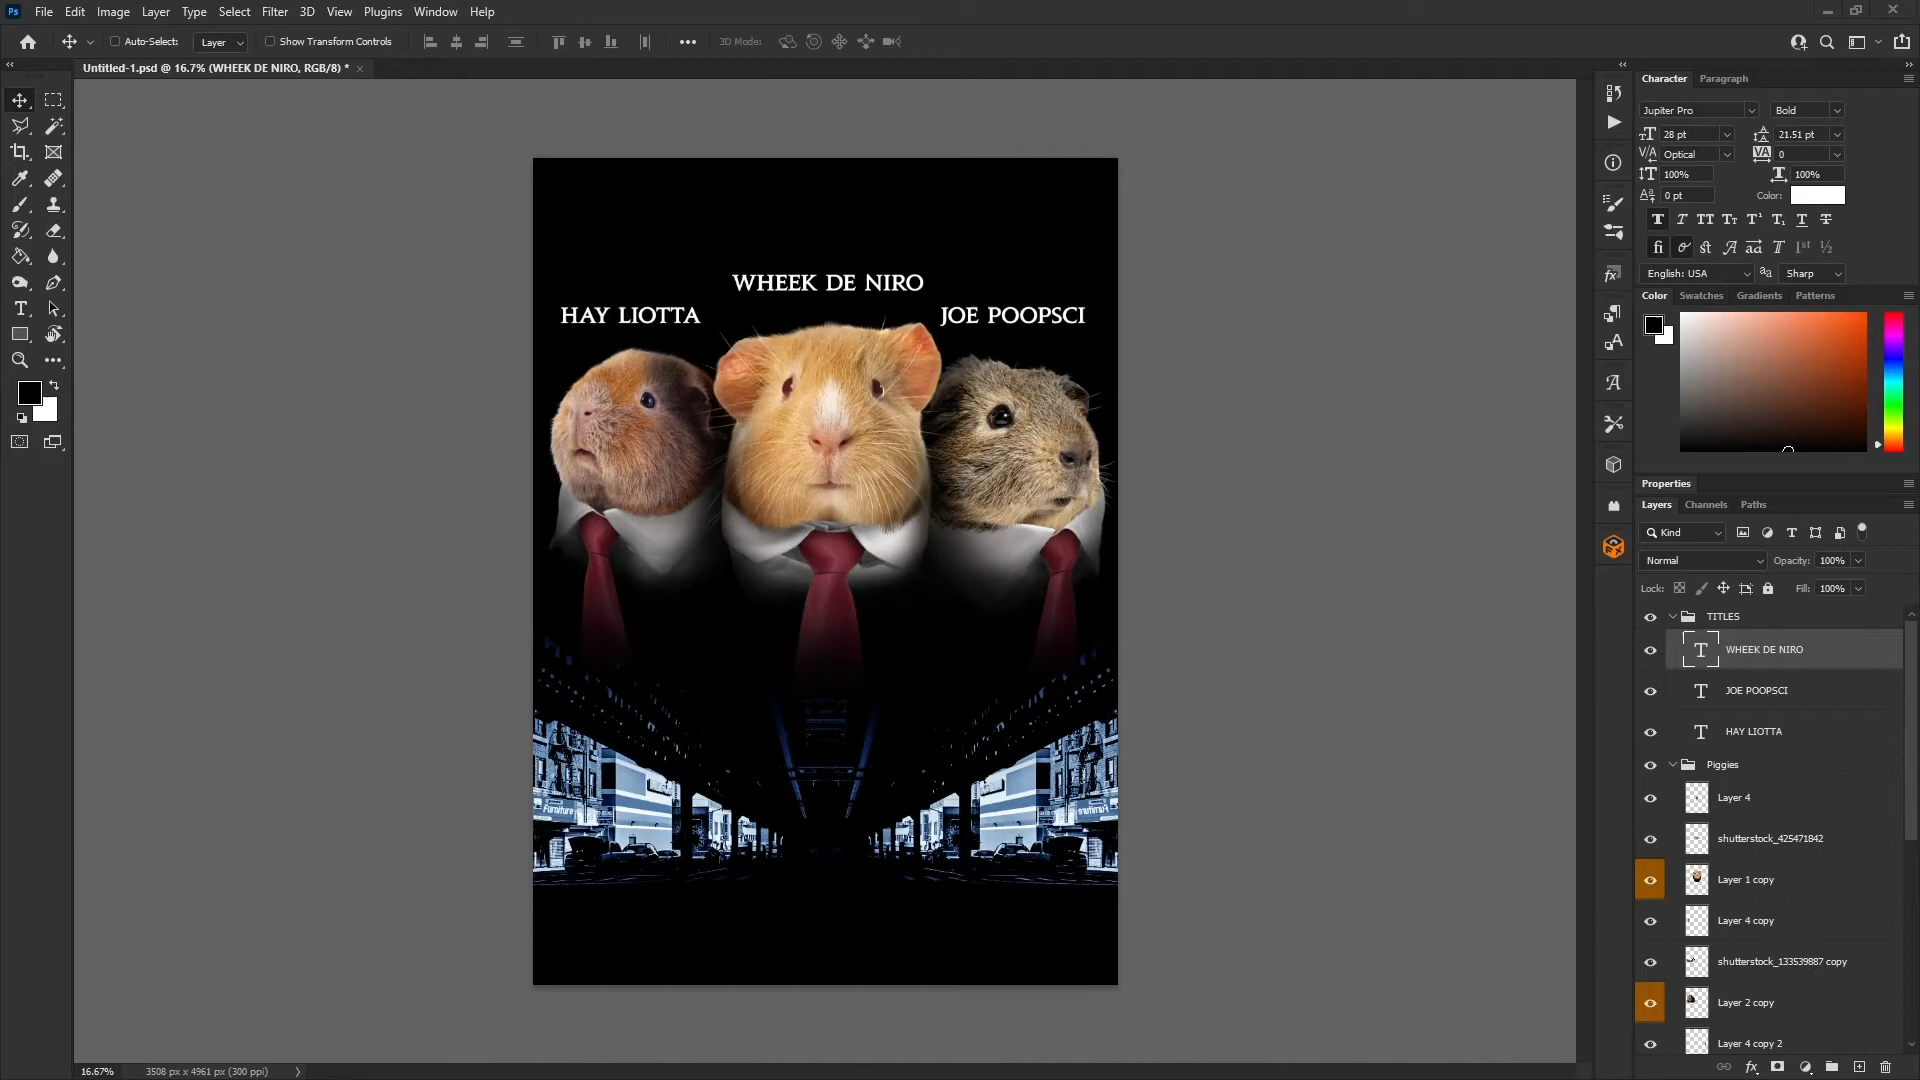 Ps File Edit Image Layer Type Select Filter 3D View Plugins Window Help
Auto-Select: Layer Show Transform Controls 3D Mode:
Untitled-1.psd @ 16.7% (WHEEK DE NIRO, RGB/8) *
WHEEK DE NIRO
HAY LIOTTA
JOE POOPSCI
Furniture
16.67% 3508 px x 4961 px (300 ppi)
Character Paragraph
Jupiter Pro Bold
28 pt 21.51 pt
Optical 0
100% 100%
0 pt Color:
English: USA Sharp
Color Swatches Gradients Patterns
Properties
Layers Channels Paths
Kind
Normal Opacity: 100%
Lock: Fill: 100%
TITLES
WHEEK DE NIRO
JOE POOPSCI
HAY LIOTTA
Piggies
Layer 4
shutterstock_425471842
Layer 1 copy
Layer 4 copy
shutterstock_133539887 copy
Layer 2 copy
Layer 4 copy 2